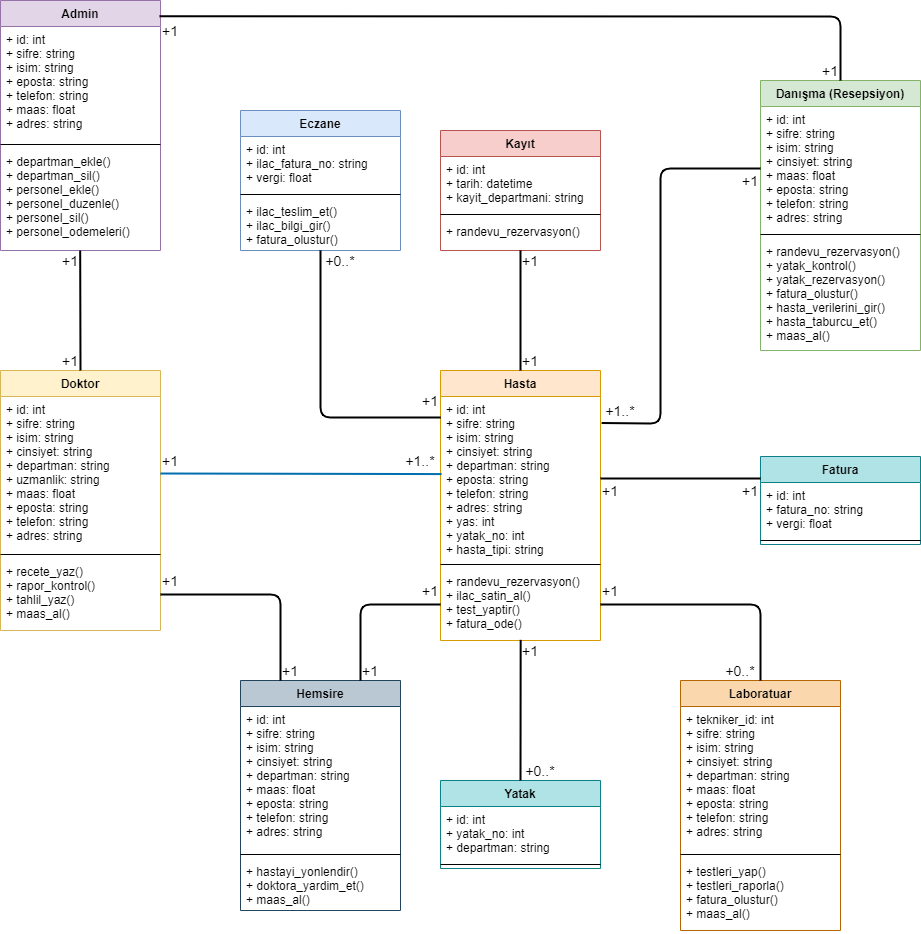 Admin
+ id: int
+ sifre: string
+ isim: string
+ eposta: string
+ telefon: string
+ maas: float
+ adres: string
+ departman_ekle()
+ departman_sil()
+ personel_ekle()
+ personel_duzenle()
+ personel_sil()
+ personel_odemeleri()
+1
+1
Danışma (Resepsiyon)
+ id: int
+ sifre: string
+ isim: string
+ cinsiyet: string
+ maas: float
+ eposta: string
+ telefon: string
+ adres: string
+ randevu_rezervasyon()
+ yatak_kontrol()
+ yatak_rezervasyon()
+ fatura_olustur()
+ hasta_verilerini_gir()
+ hasta_taburcu_et()
+ maas_al()
+1
Eczane
+ id: int
+ ilac_fatura_no: string
+ vergi: float
+ ilac_teslim_et()
+ ilac_bilgi_gir()
+ fatura_olustur()
+0..*
Kayıt
+ id: int
+ tarih: datetime
+ kayit_departmani: string
+ randevu_rezervasyon()
+1
+1
+1
+1
+1
+1..*
Doktor
+ id: int
+ sifre: string
+ isim: string
+ cinsiyet: string
+ departman: string
+ uzmanlik: string
+ maas: float
+ eposta: string
+ telefon: string
+ adres: string
+ recete_yaz()
+ rapor_kontrol()
+ tahlil_yaz()
+ maas_al()
+1
+1..*
+1
Hasta
+ id: int
+ sifre: string
+ isim: string
+ cinsiyet: string
+ departman: string
+ eposta: string
+ telefon: string
+ adres: string
+ yas: int
+ yatak_no: int
+ hasta_tipi: string
+ randevu_rezervasyon()
+ ilac_satin_al()
+ test_yaptir()
+ fatura_ode()
+1
+1
Fatura
+ id: int
+ fatura_no: string
+ vergi: float
+1
+1
+1
+1
+1
+0..*
+0..*
Hemsire
+ id: int
+ sifre: string
+ isim: string
+ cinsiyet: string
+ departman: string
+ maas: float
+ eposta: string
+ telefon: string
+ adres: string
+ hastayi_yonlendir()
+ doktora_yardim_et()
+ maas_al()
Yatak
+ id: int
+ yatak_no: int
+ departman: string
Laboratuar
+ tekniker_id: int
+ sifre: string
+ isim: string
+ cinsiyet: string
+ departman: string
+ maas: float
+ eposta: string
+ telefon: string
+ adres: string
+ testleri_yap()
+ testleri_raporla()
+ fatura_olustur()
+ maas_al()